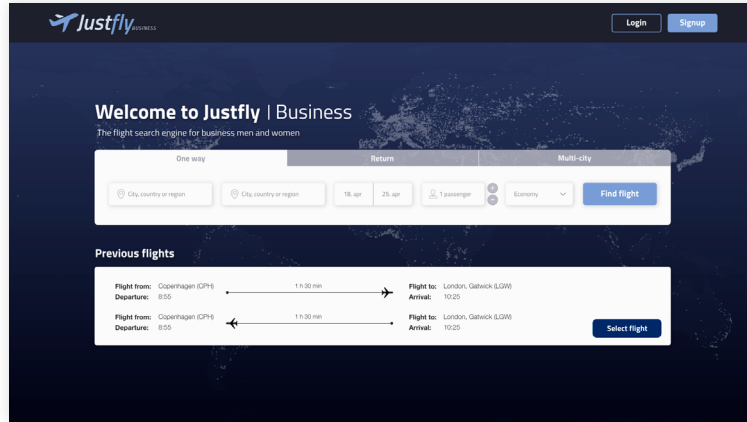 Justfly BUSINESS
Login
Signup
Welcome to Justfly | Business
The flight search engine for business men and women
One way
Return
Multi-city
City, country or region
City, country or region
18. apr
25. apr
1 passenger
+
−
Economy
Find flight
Previous flights
Flight from: Copenhagen (CPH)
1 h 30 min
Flight to: London, Gatwick (LGW)
Departure: 8:55
Arrival: 10:25
Flight from: Copenhagen (CPH)
1 h 30 min
Flight to: London, Gatwick (LGW)
Departure: 8:55
Arrival: 10:25
Select flight